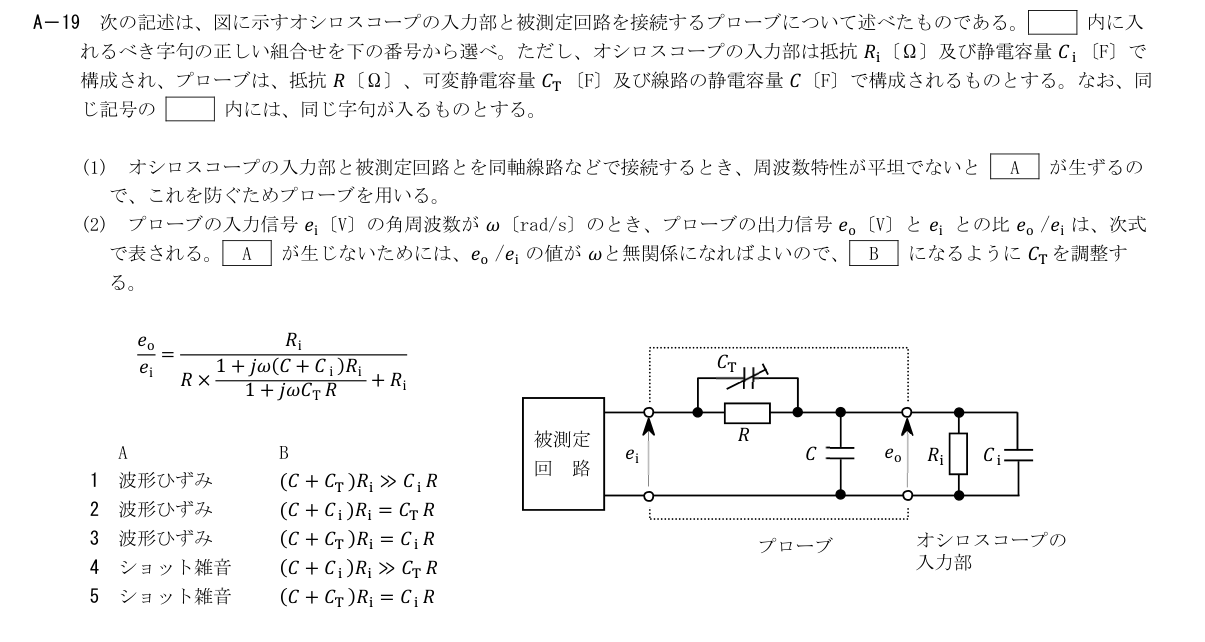 A－19 次の記述は、図に示すオシロスコープの入力部と被測定回路を接続するプローブについて述べたものである。□ 内に入
れるべき字句の正しい組合せを下の番号から選べ。ただし、オシロスコープの入力部は抵抗 Rᵢ〔Ω〕及び静電容量 Cᵢ〔F〕で
構成され、プローブは、抵抗 R〔Ω〕、可変静電容量 C_T〔F〕及び線路の静電容量 C〔F〕で構成されるものとする。なお、同
じ記号の □ 内には、同じ字句が入るものとする。
(1) オシロスコープの入力部と被測定回路とを同軸線路などで接続するとき、周波数特性が平坦でないと A が生ずるの
で、これを防ぐためプローブを用いる。
(2) プローブの入力信号 eᵢ〔V〕の角周波数が ω〔rad/s〕のとき、プローブの出力信号 eₒ〔V〕と eᵢ との比 eₒ/eᵢ は、次式
で表される。 A が生じないためには、eₒ/eᵢ の値が ωと無関係になればよいので、 B になるように C_T を調整す
る。
eₒ/eᵢ = Rᵢ / (R × (1 + jω(C + Cᵢ)Rᵢ)/(1 + jωC_T R) + Rᵢ)
A B
1 波形ひずみ (C + C_T)Rᵢ ≫ CᵢR
2 波形ひずみ (C + Cᵢ)Rᵢ = C_T R
3 波形ひずみ (C + C_T)Rᵢ = CᵢR
4 ショット雑音 (C + Cᵢ)Rᵢ ≫ C_T R
5 ショット雑音 (C + C_T)Rᵢ = CᵢR
被測定
回 路
eᵢ
C_T
R
C
eₒ
Rᵢ
Cᵢ
プローブ
オシロスコープの
入力部